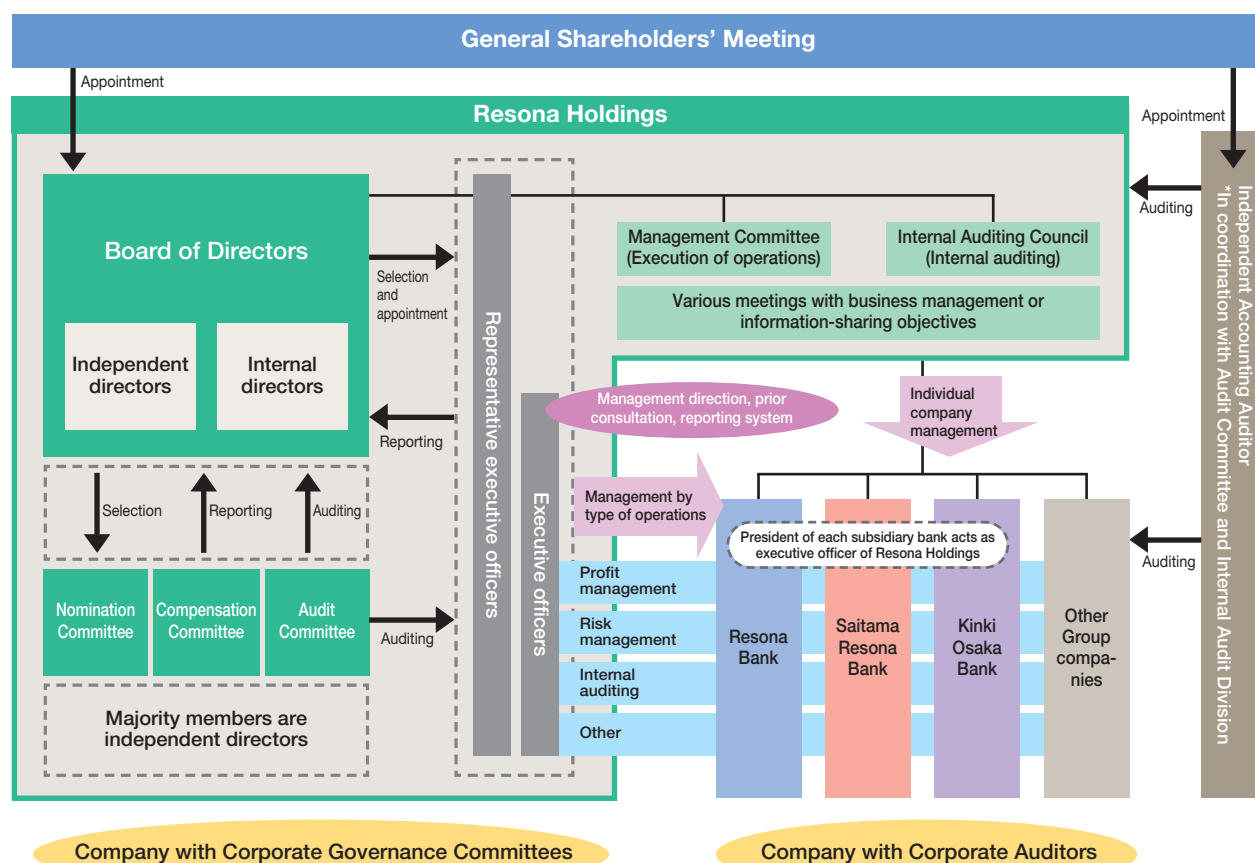 General Shareholders' Meeting
Appointment
Appointment
Resona Holdings
Board of Directors
Independent
directors
Internal
directors
Selection
and
appointment
Reporting
Selection
Reporting
Auditing
Nomination
Committee
Compensation
Committee
Audit
Committee
Auditing
Majority members are
independent directors
Representative executive officers
Executive officers
Management Committee
(Execution of operations)
Internal Auditing Council
(Internal auditing)
Various meetings with business management or
information-sharing objectives
Management direction, prior
consultation, reporting system
Individual
company
management
Management by
type of operations
President of each subsidiary bank acts as
executive officer of Resona Holdings
Profit
management
Risk
management
Internal
auditing
Other
Resona
Bank
Saitama
Resona
Bank
Kinki
Osaka
Bank
Other
Group
compa-
nies
Auditing
Auditing
Independent Accounting Auditor
*In coordination with Audit Committee and Internal Audit Division
Company with Corporate Governance Committees
Company with Corporate Auditors